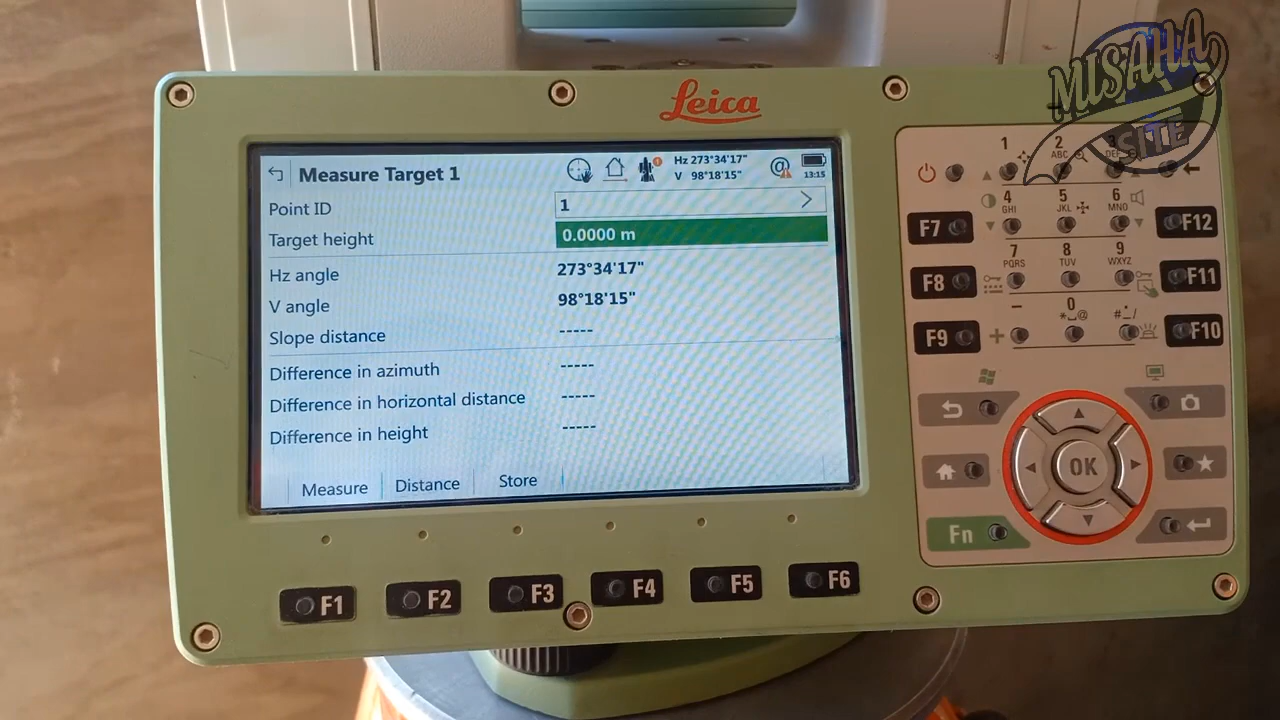 MISAHA
SITE
Leica
Measure Target 1
Hz 273°34'17"
V 98°18'15"
13:15
Point ID
1
Target height
0.0000 m
Hz angle
273°34'17"
V angle
98°18'15"
Slope distance
-----
Difference in azimuth
-----
Difference in horizontal distance
-----
Difference in height
-----
Measure
Distance
Store
F1
F2
F3
F4
F5
F6
1
2
ABC
3
DEF
F7
4
GHI
5
JKL
6
MNO
F12
F8
7
PQRS
8
TUV
9
WXYZ
F11
F9
0
*␣@
F10
OK
Fn